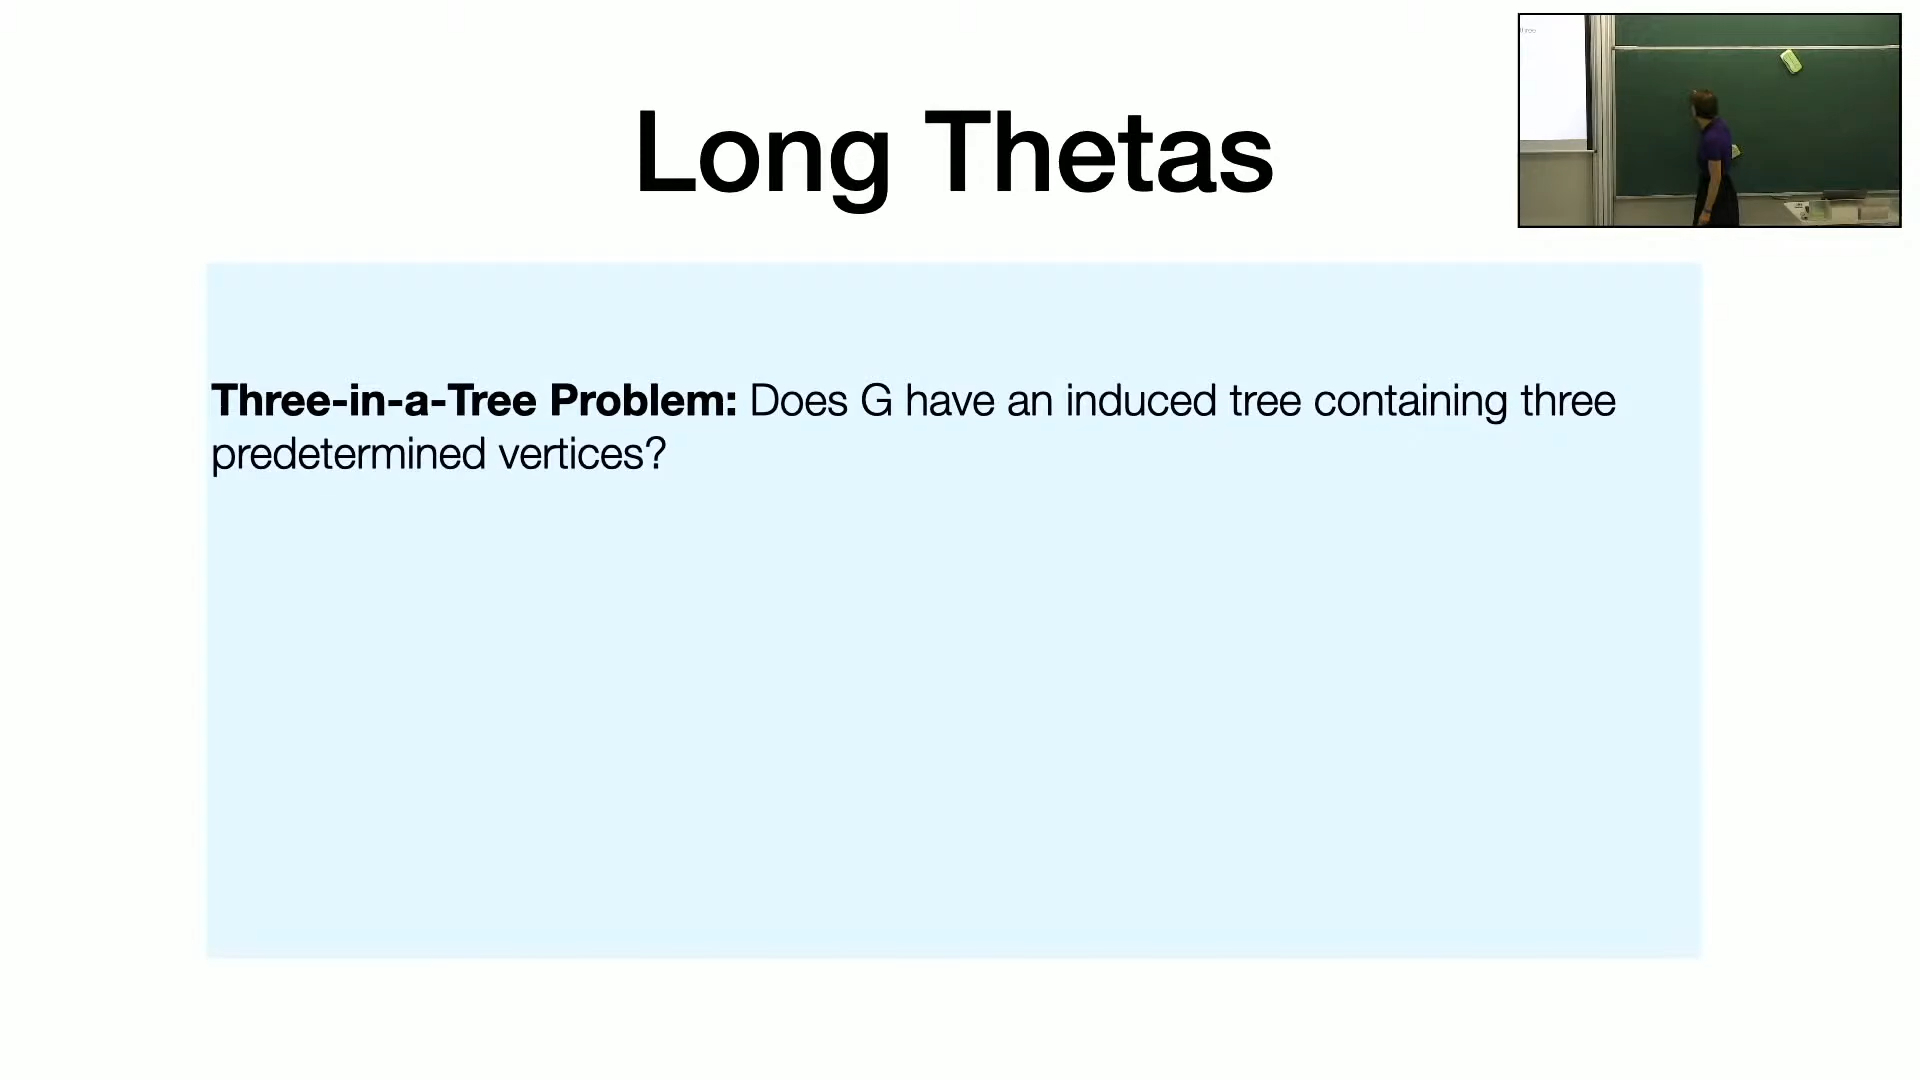 Long Thetas
Three-in-a-Tree Problem: Does G have an induced tree containing three
predetermined vertices?